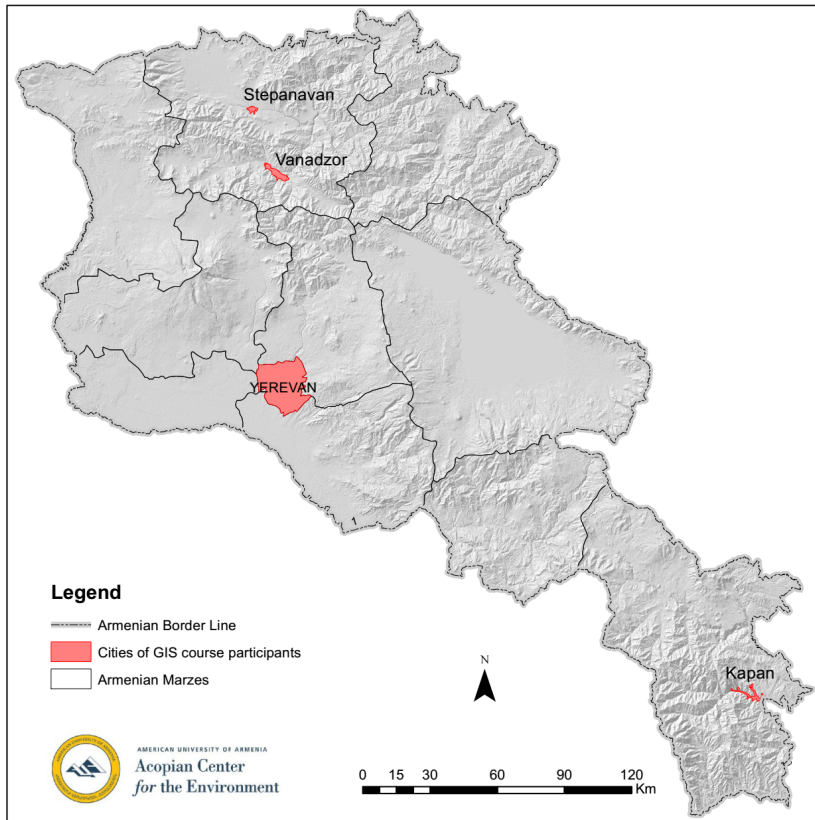 Stepanavan
Vanadzor
YEREVAN
Kapan
Legend
Armenian Border Line
Cities of GIS course participants
Armenian Marzes
N
AMERICAN UNIVERSITY OF ARMENIA
Acopian Center
for the Environment
0 15 30 60 90 120
Km